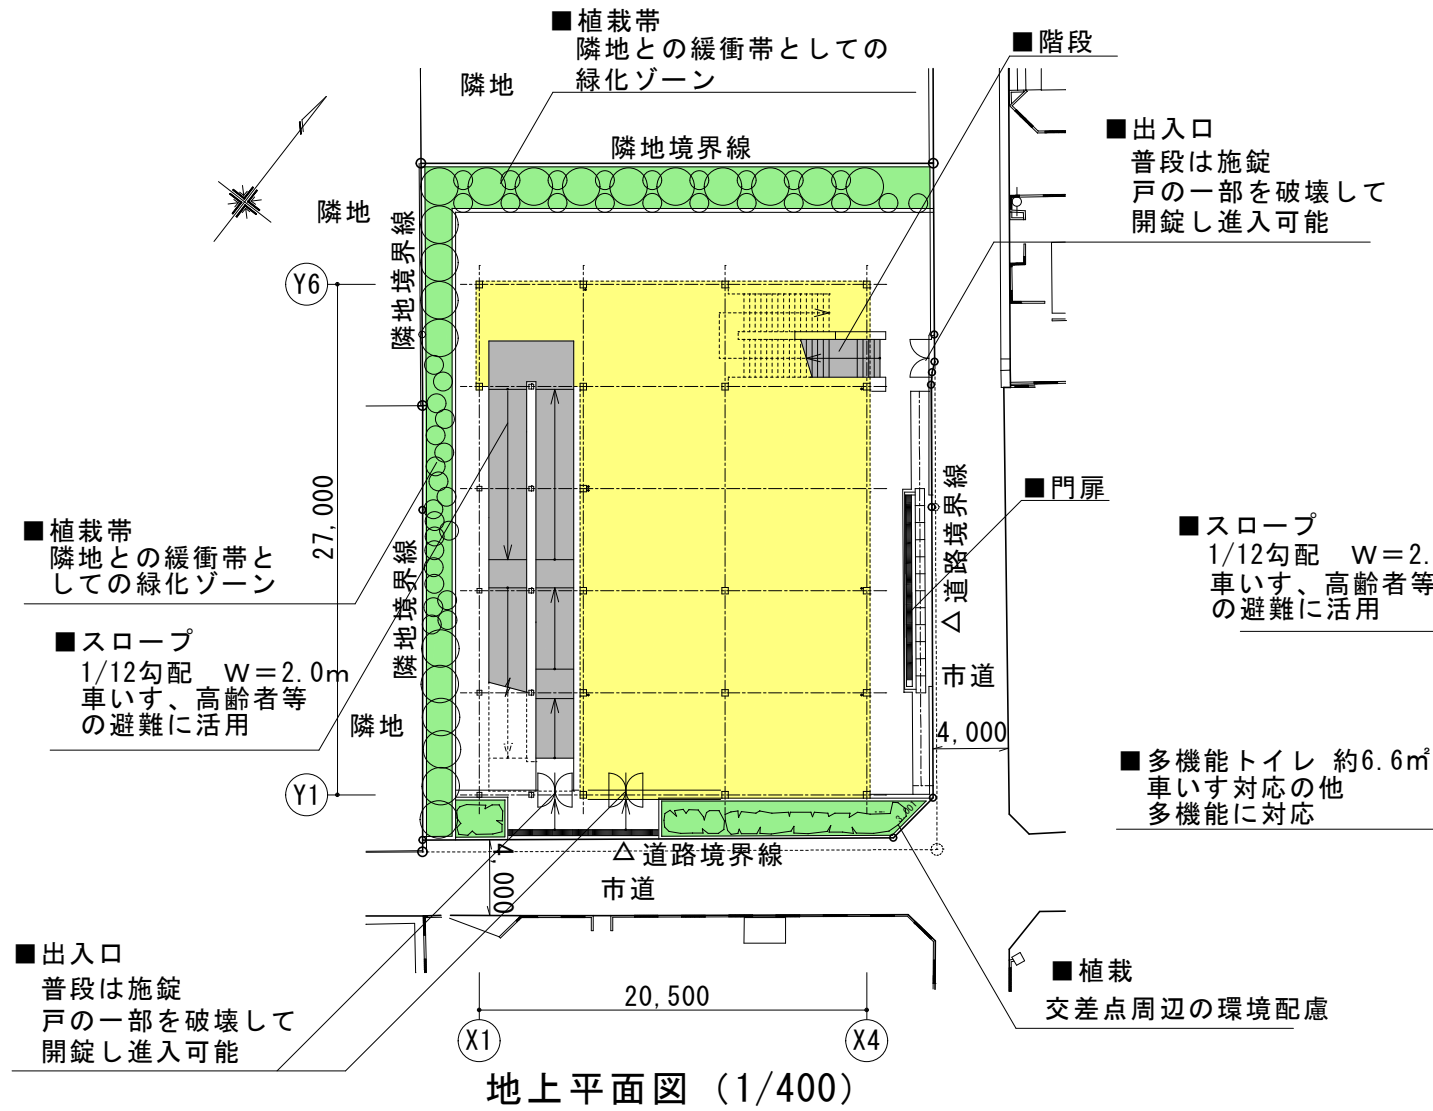 ■植栽帯
隣地との緩衝帯としての
緑化ゾーン
■階段
隣地
■出入口
普段は施錠
戸の一部を破壊して
開錠し進入可能
隣地境界線
隣地
隣地境界線
Y6
27,000
道路境界線
△
■門扉
■スロープ
1/12勾配 W=2.
車いす、高齢者等
の避難に活用
■植栽帯
隣地との緩衝帯と
しての緑化ゾーン
隣地境界線
■スロープ
1/12勾配 W=2.0m
車いす、高齢者等
の避難に活用
市道
隣地
4,000
■多機能トイレ 約6.6㎡
車いす対応の他
多機能に対応
Y1
△道路境界線
4,000
市道
■出入口
普段は施錠
戸の一部を破壊して
開錠し進入可能
■植栽
交差点周辺の環境配慮
20,500
X1
X4
地上平面図（1/400）